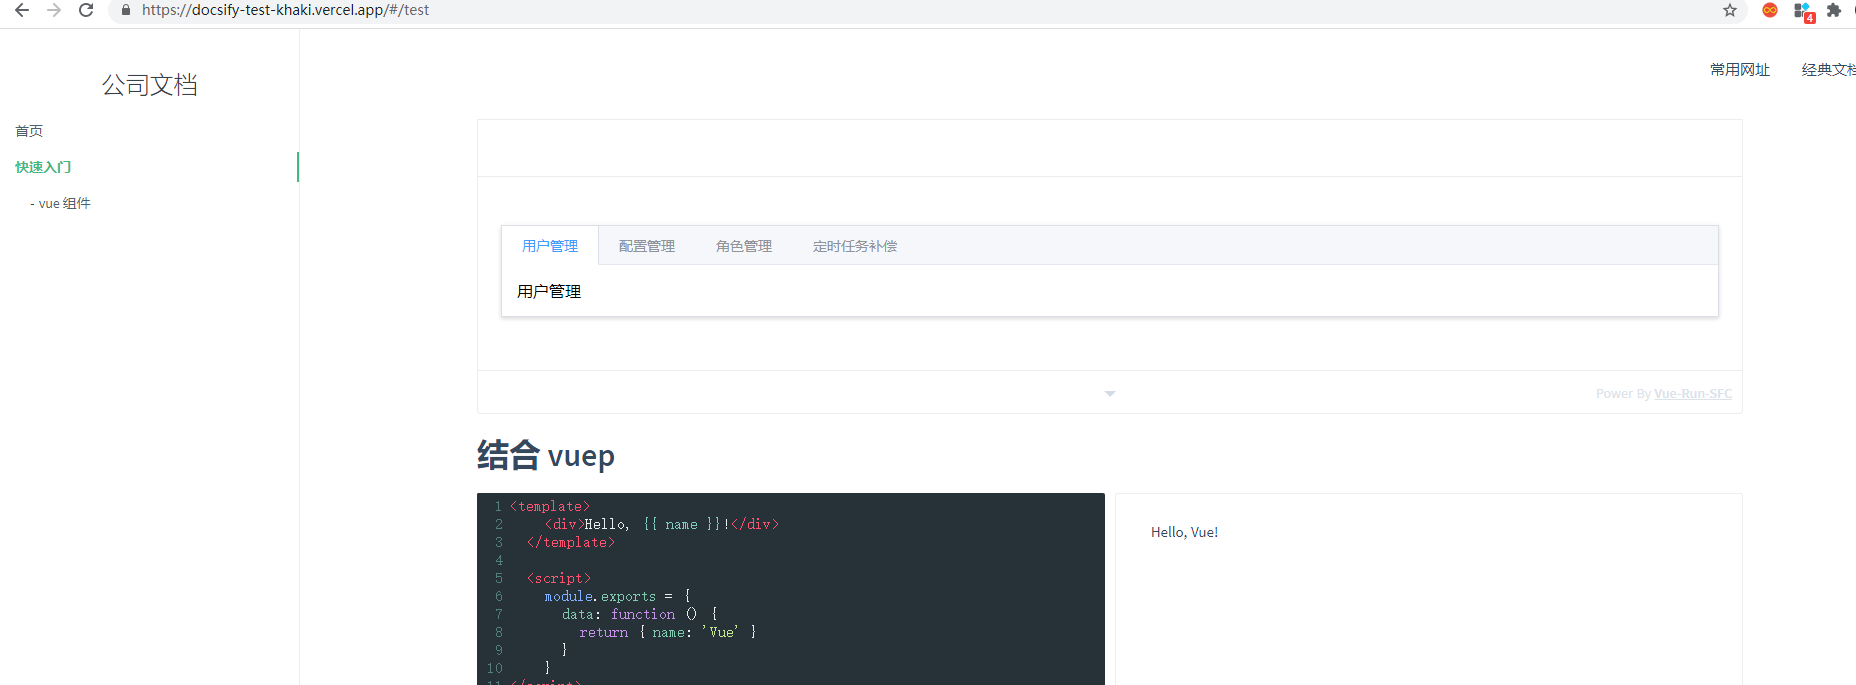 https://docsify-test-khaki.vercel.app/#/test
4
公司文档
首页
快速入门
- vue 组件
常用网址 经典文档
用户管理 配置管理 角色管理 定时任务补偿
用户管理
Power By Vue-Run-SFC
结合 vuep
1 <template>
2 <div>Hello, {{ name }}!</div>
3 </template>
4
5 <script>
6 module.exports = {
7 data: function () {
8 return { name: 'Vue' }
9 }
10 }
11 </script>
Hello, Vue!